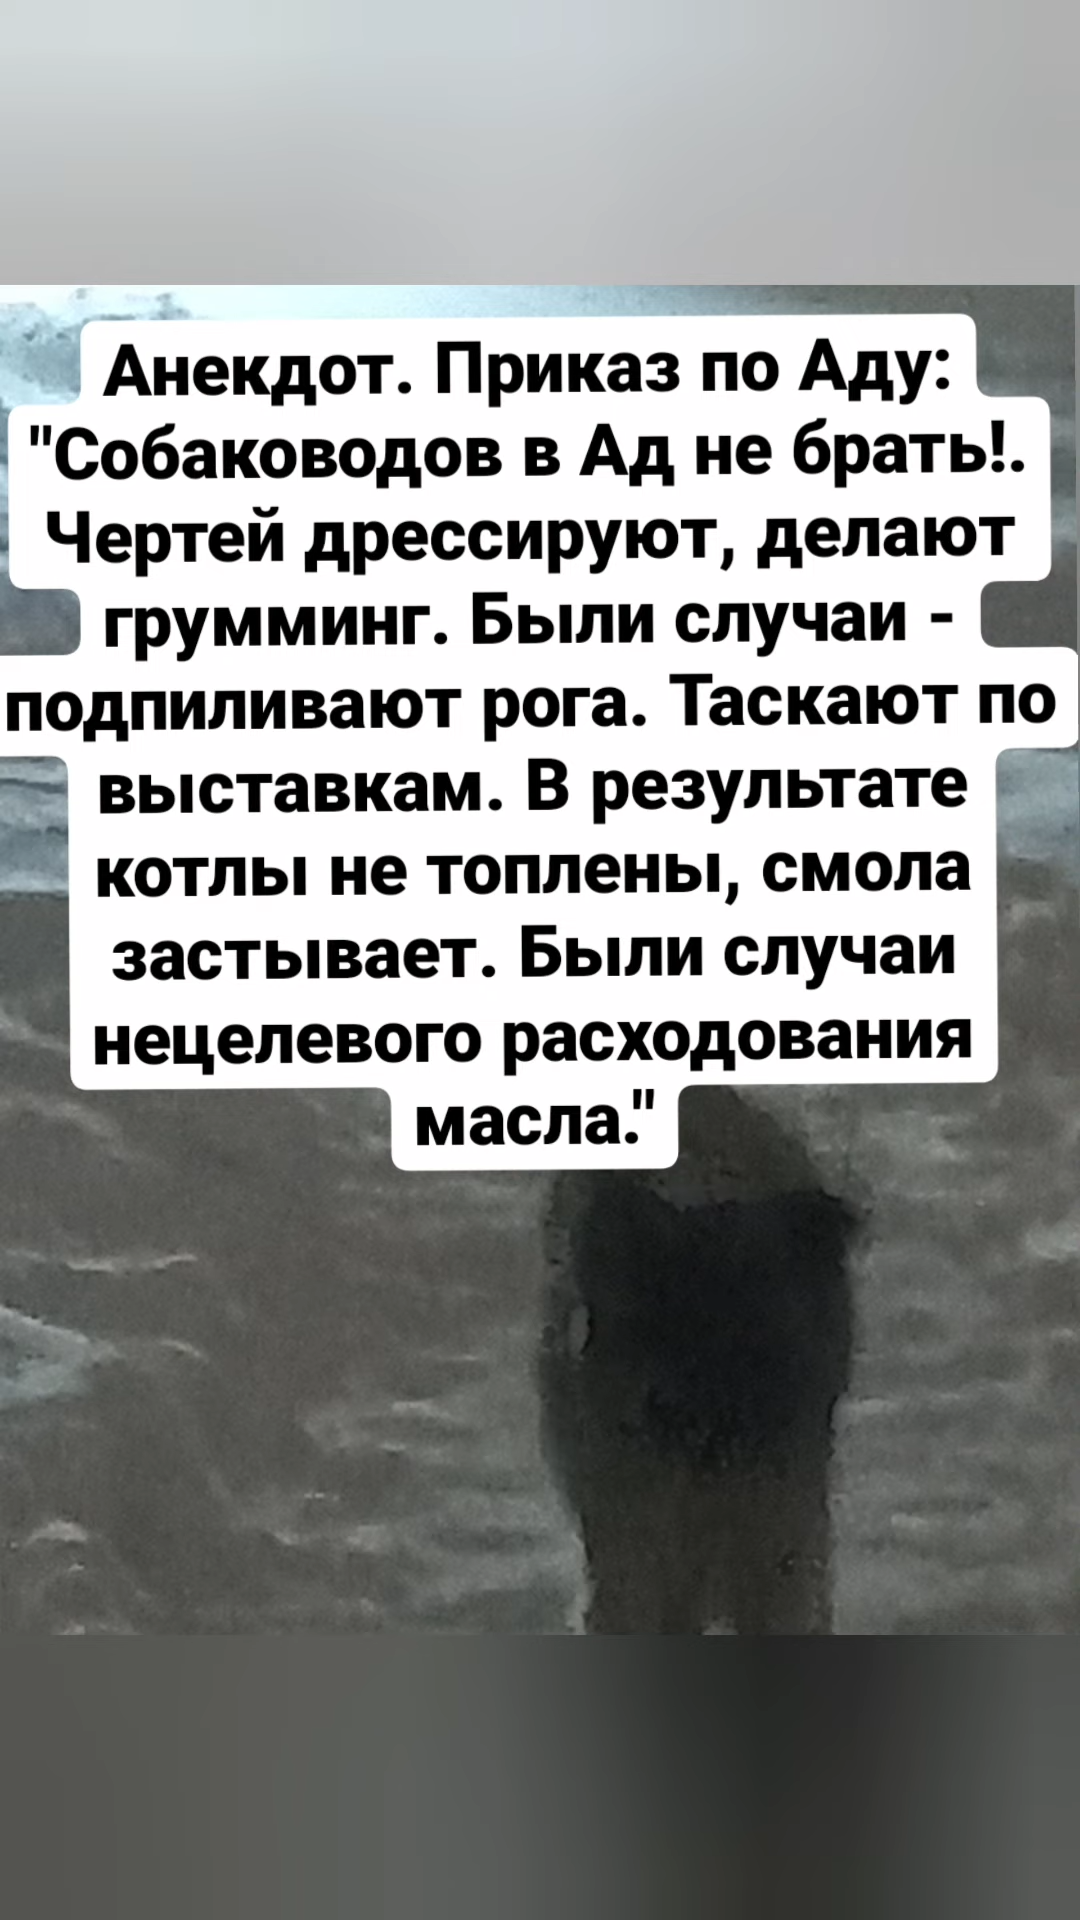 Анекдот. Приказ по Аду:
"Собаководов в Ад не брать!.
Чертей дрессируют, делают
грумминг. Были случаи -
подпиливают рога. Таскают по
выставкам. В результате
котлы не топлены, смола
застывает. Были случаи
нецелевого расходования
масла."